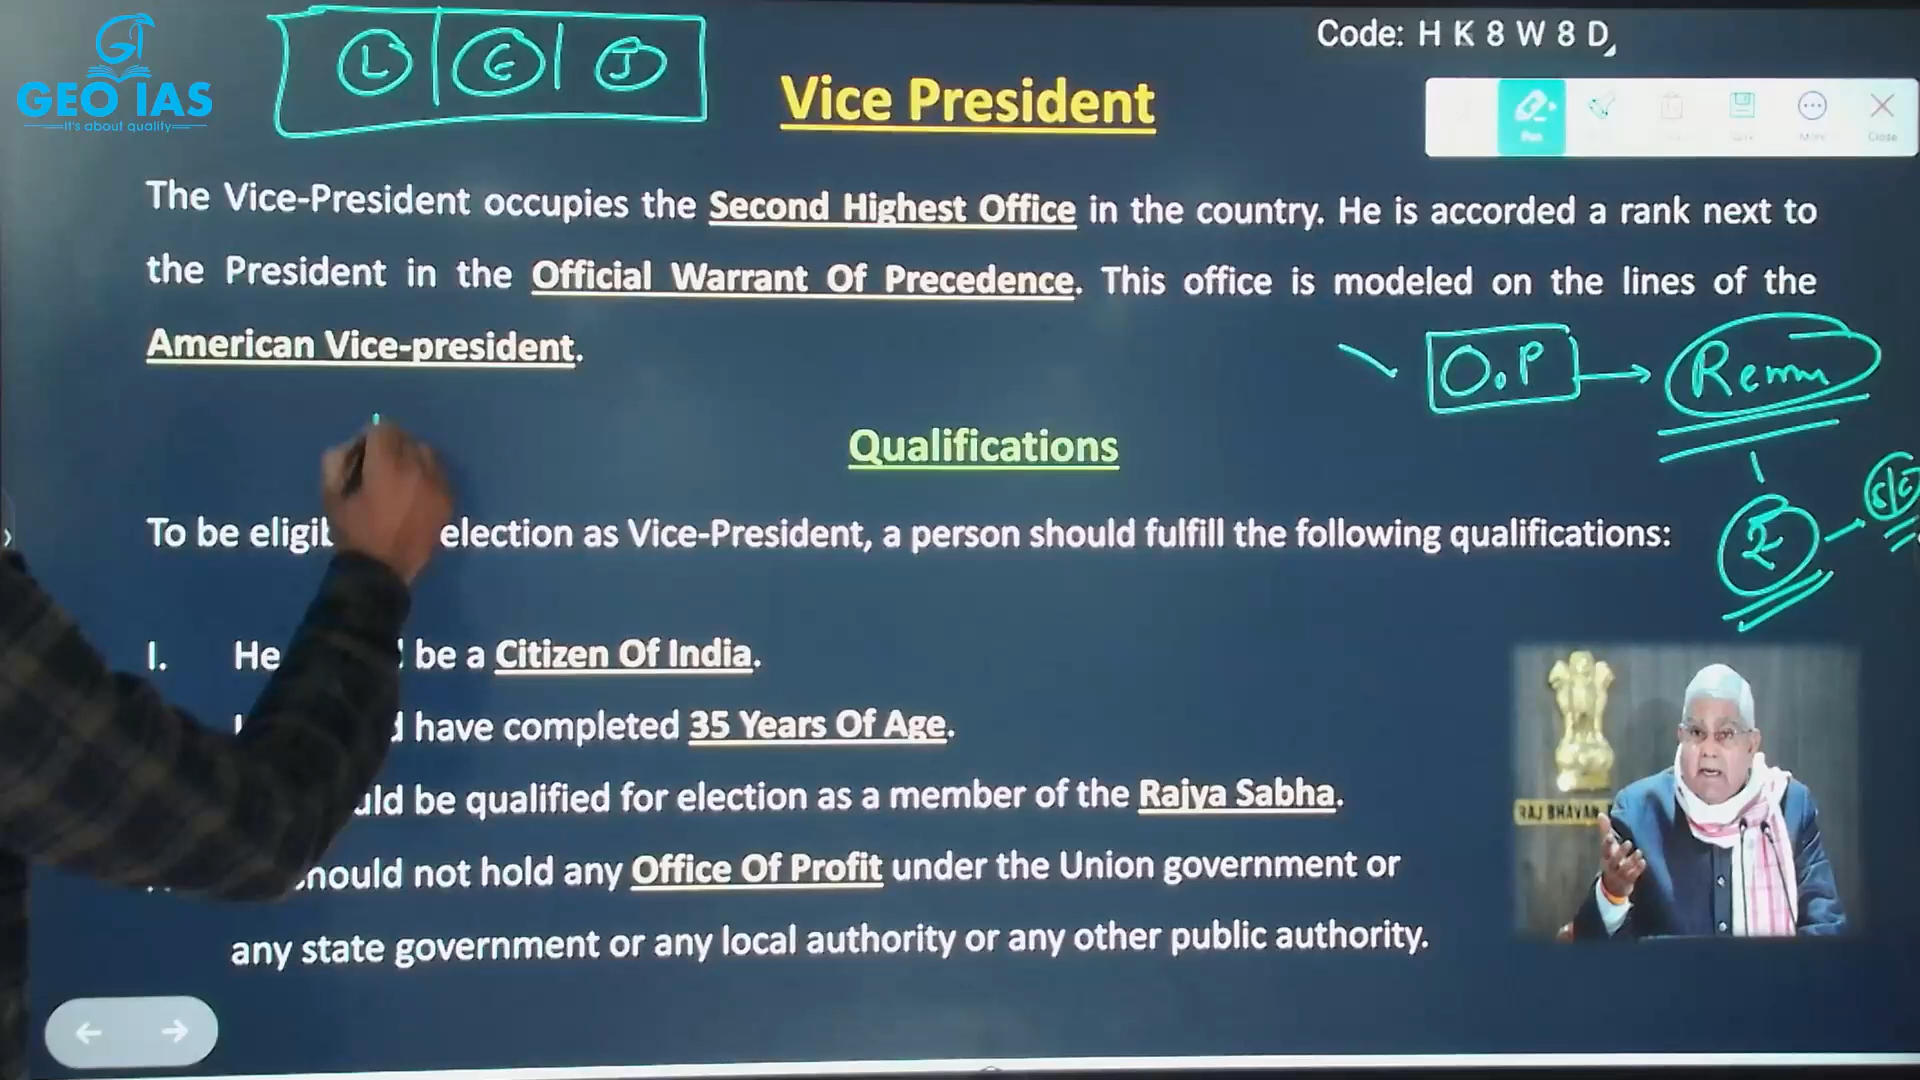 GEO IAS
It's about quality
L E J
Code: H K 8 W 8 D
Vice President
Pen
More
Close
The Vice-President occupies the Second Highest Office in the country. He is accorded a rank next to
the President in the Official Warrant Of Precedence. This office is modeled on the lines of the
American Vice-president.
O.P
Qualifications
To be eligib election as Vice-President, a person should fulfill the following qualifications:
₹
I. He be a Citizen Of India.
d have completed 35 Years Of Age.
uld be qualified for election as a member of the Rajya Sabha.
should not hold any Office Of Profit under the Union government or
any state government or any local authority or any other public authority.
RAJ BHAVAN